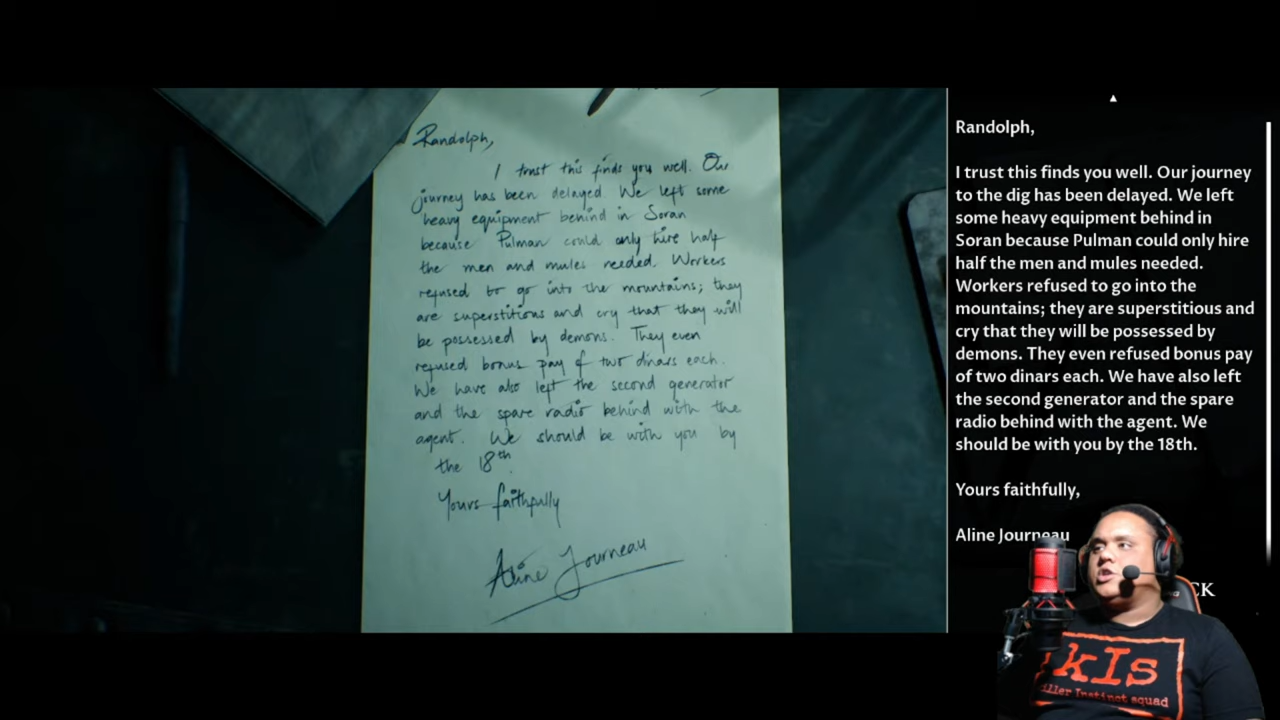 Randolph,
I trust this finds you well. Our
journey has been delayed. We left some
heavy equipment behind in Soran
because Pulman could only hire half
the men and mules needed. Workers
refused to go into the mountains; they
are superstitious and cry that they will
be possessed by demons. They even
refused bonus pay of two dinars each.
We have also left the second generator
and the spare radio behind with the
agent. We should be with you by
the 18th.
Yours faithfully
Aline Journeau
Randolph,
I trust this finds you well. Our journey
to the dig has been delayed. We left
some heavy equipment behind in
Soran because Pulman could only hire
half the men and mules needed.
Workers refused to go into the
mountains; they are superstitious and
cry that they will be possessed by
demons. They even refused bonus pay
of two dinars each. We have also left
the second generator and the spare
radio behind with the agent. We
should be with you by the 18th.
Yours faithfully,
Aline Journeau
CK
kIs
iller Instinct squad